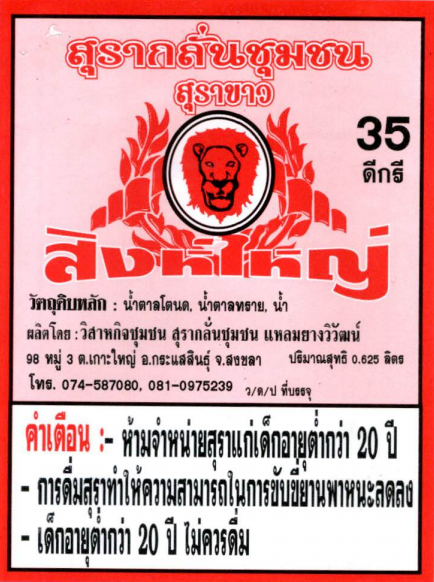 สุรากลั่นชุมชน
สุราขาว
35
ดีกรี
สิงห์ใหญ่
วัตถุดิบหลัก : น้ำตาลโตนด, น้ำตาลทราย, น้ำ
ผลิตโดย : วิสาหกิจชุมชน สุรากลั่นชุมชน แหลมยางวิวัฒน์
98 หมู่ 3 ต.เกาะใหญ่ อ.กระแสสินธุ์ จ.สงขลา ปริมาณสุทธิ 0.625 ลิตร
โทร. 074-587080, 081-0975239 ว/ด/ป ที่บรรจุ
คำเตือน :- ห้ามจำหน่ายสุราแก่เด็กอายุต่ำกว่า 20 ปี
- การดื่มสุราทำให้ความสามารถในการขับขี่ยานพาหนะลดลง
- เด็กอายุต่ำกว่า 20 ปี ไม่ควรดื่ม